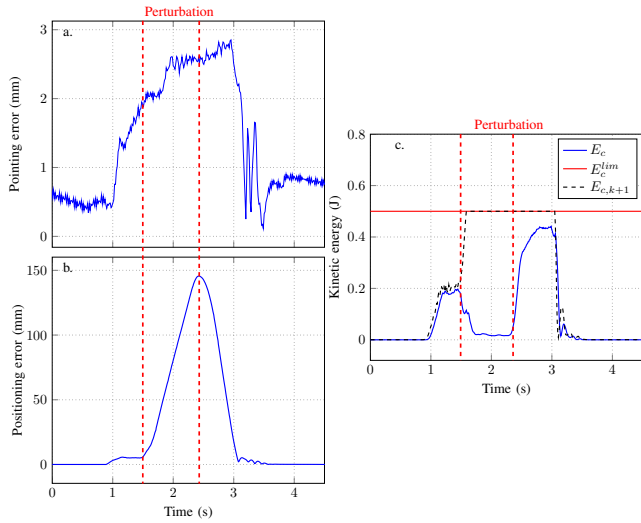 Perturbation
a.
Pointing error (mm)
3
2
1
0
b.
Positioning error (mm)
150
100
50
0
0 1 2 3 4
Time (s)
Perturbation
c.
Kinetic energy (J)
0.8
0.6
0.4
0.2
0
0 1 2 3 4
Time (s)
E_c
E_c^{lim}
E_{c,k+1}